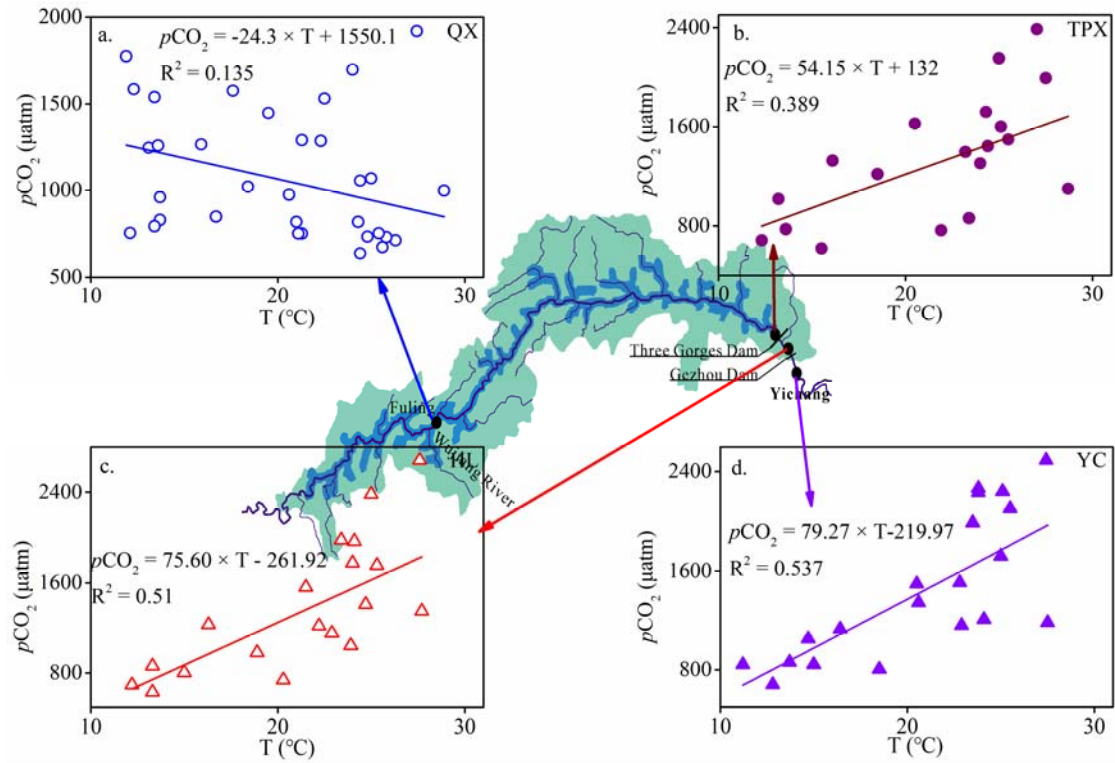 a.
QX
pCO₂ = -24.3 × T + 1550.1
R² = 0.135
2000
1500
1000
500
pCO₂ (μatm)
10
20
30
T (°C)
b.
TPX
pCO₂ = 54.15 × T + 132
R² = 0.389
2400
1600
800
pCO₂ (μatm)
20
30
T (°C)
Three Gorges Dam
Gezhou Dam
Yichang
Fuling
Wujiang River
c.
pCO₂ = 75.60 × T - 261.92
R² = 0.51
2400
1600
800
pCO₂ (μatm)
10
20
30
T (°C)
d.
YC
pCO₂ = 79.27 × T-219.97
R² = 0.537
2400
1600
800
pCO₂ (μatm)
10
20
30
T (°C)